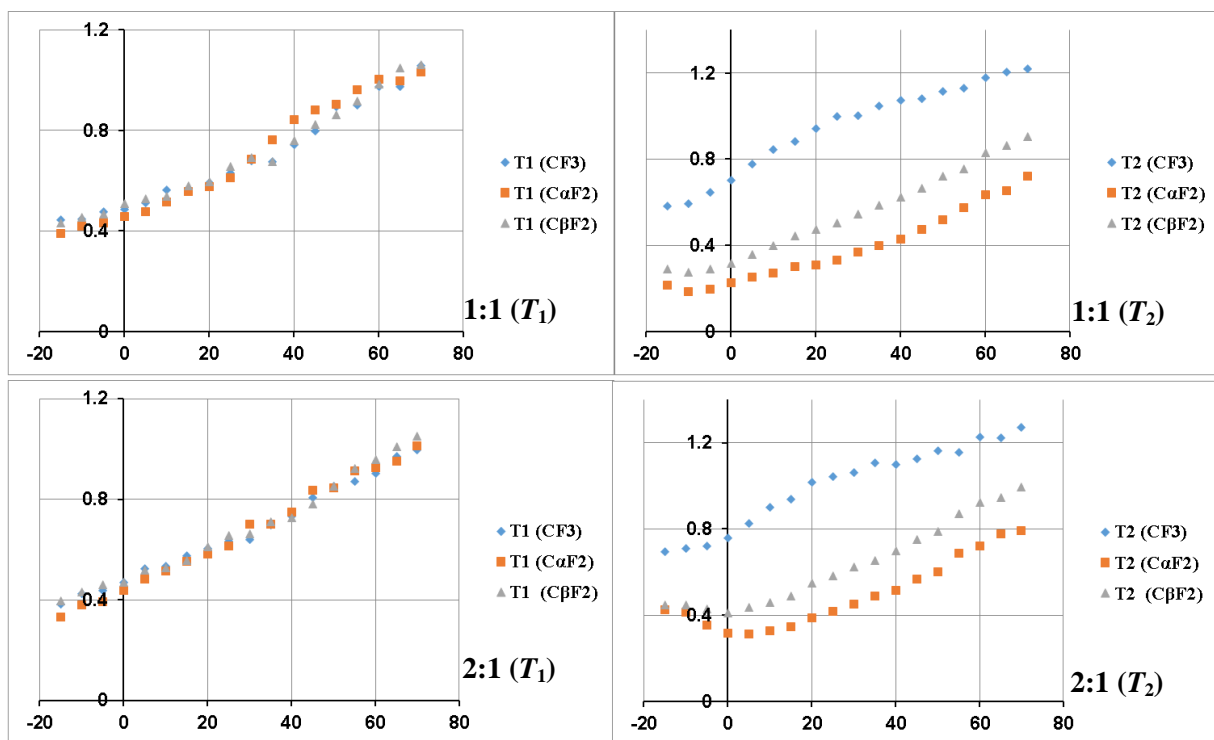 1.2
0.8
0.4
0
-20 0 20 40 60 80
T1 (CF3)
T1 (CαF2)
T1 (CβF2)
1:1 (T₁)
1.2
0.8
0.4
0
-20 0 20 40 60 80
T2 (CF3)
T2 (CαF2)
T2 (CβF2)
1:1 (T₂)
1.2
0.8
0.4
0
-20 0 20 40 60 80
T1 (CF3)
T1 (CαF2)
T1 (CβF2)
2:1 (T₁)
1.2
0.8
0.4
0
-20 0 20 40 60 80
T2 (CF3)
T2 (CαF2)
T2 (CβF2)
2:1 (T₂)